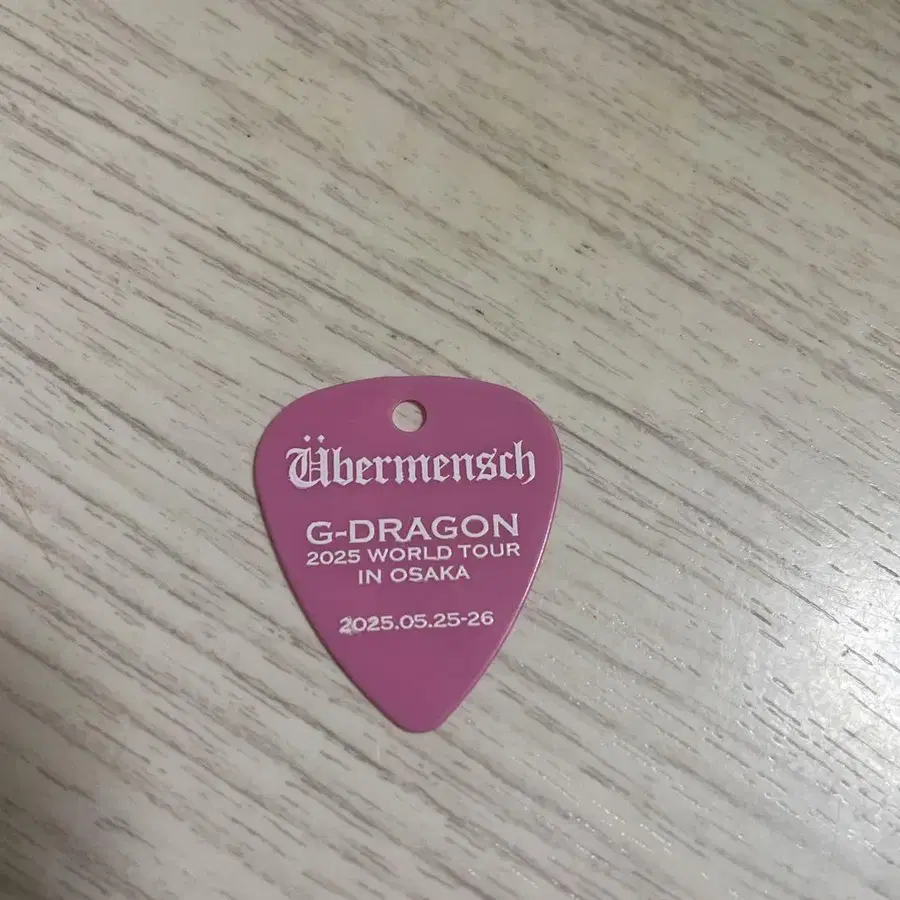 Übermensch
G-DRAGON
2025 WORLD TOUR
IN OSAKA
2025.05.25-26